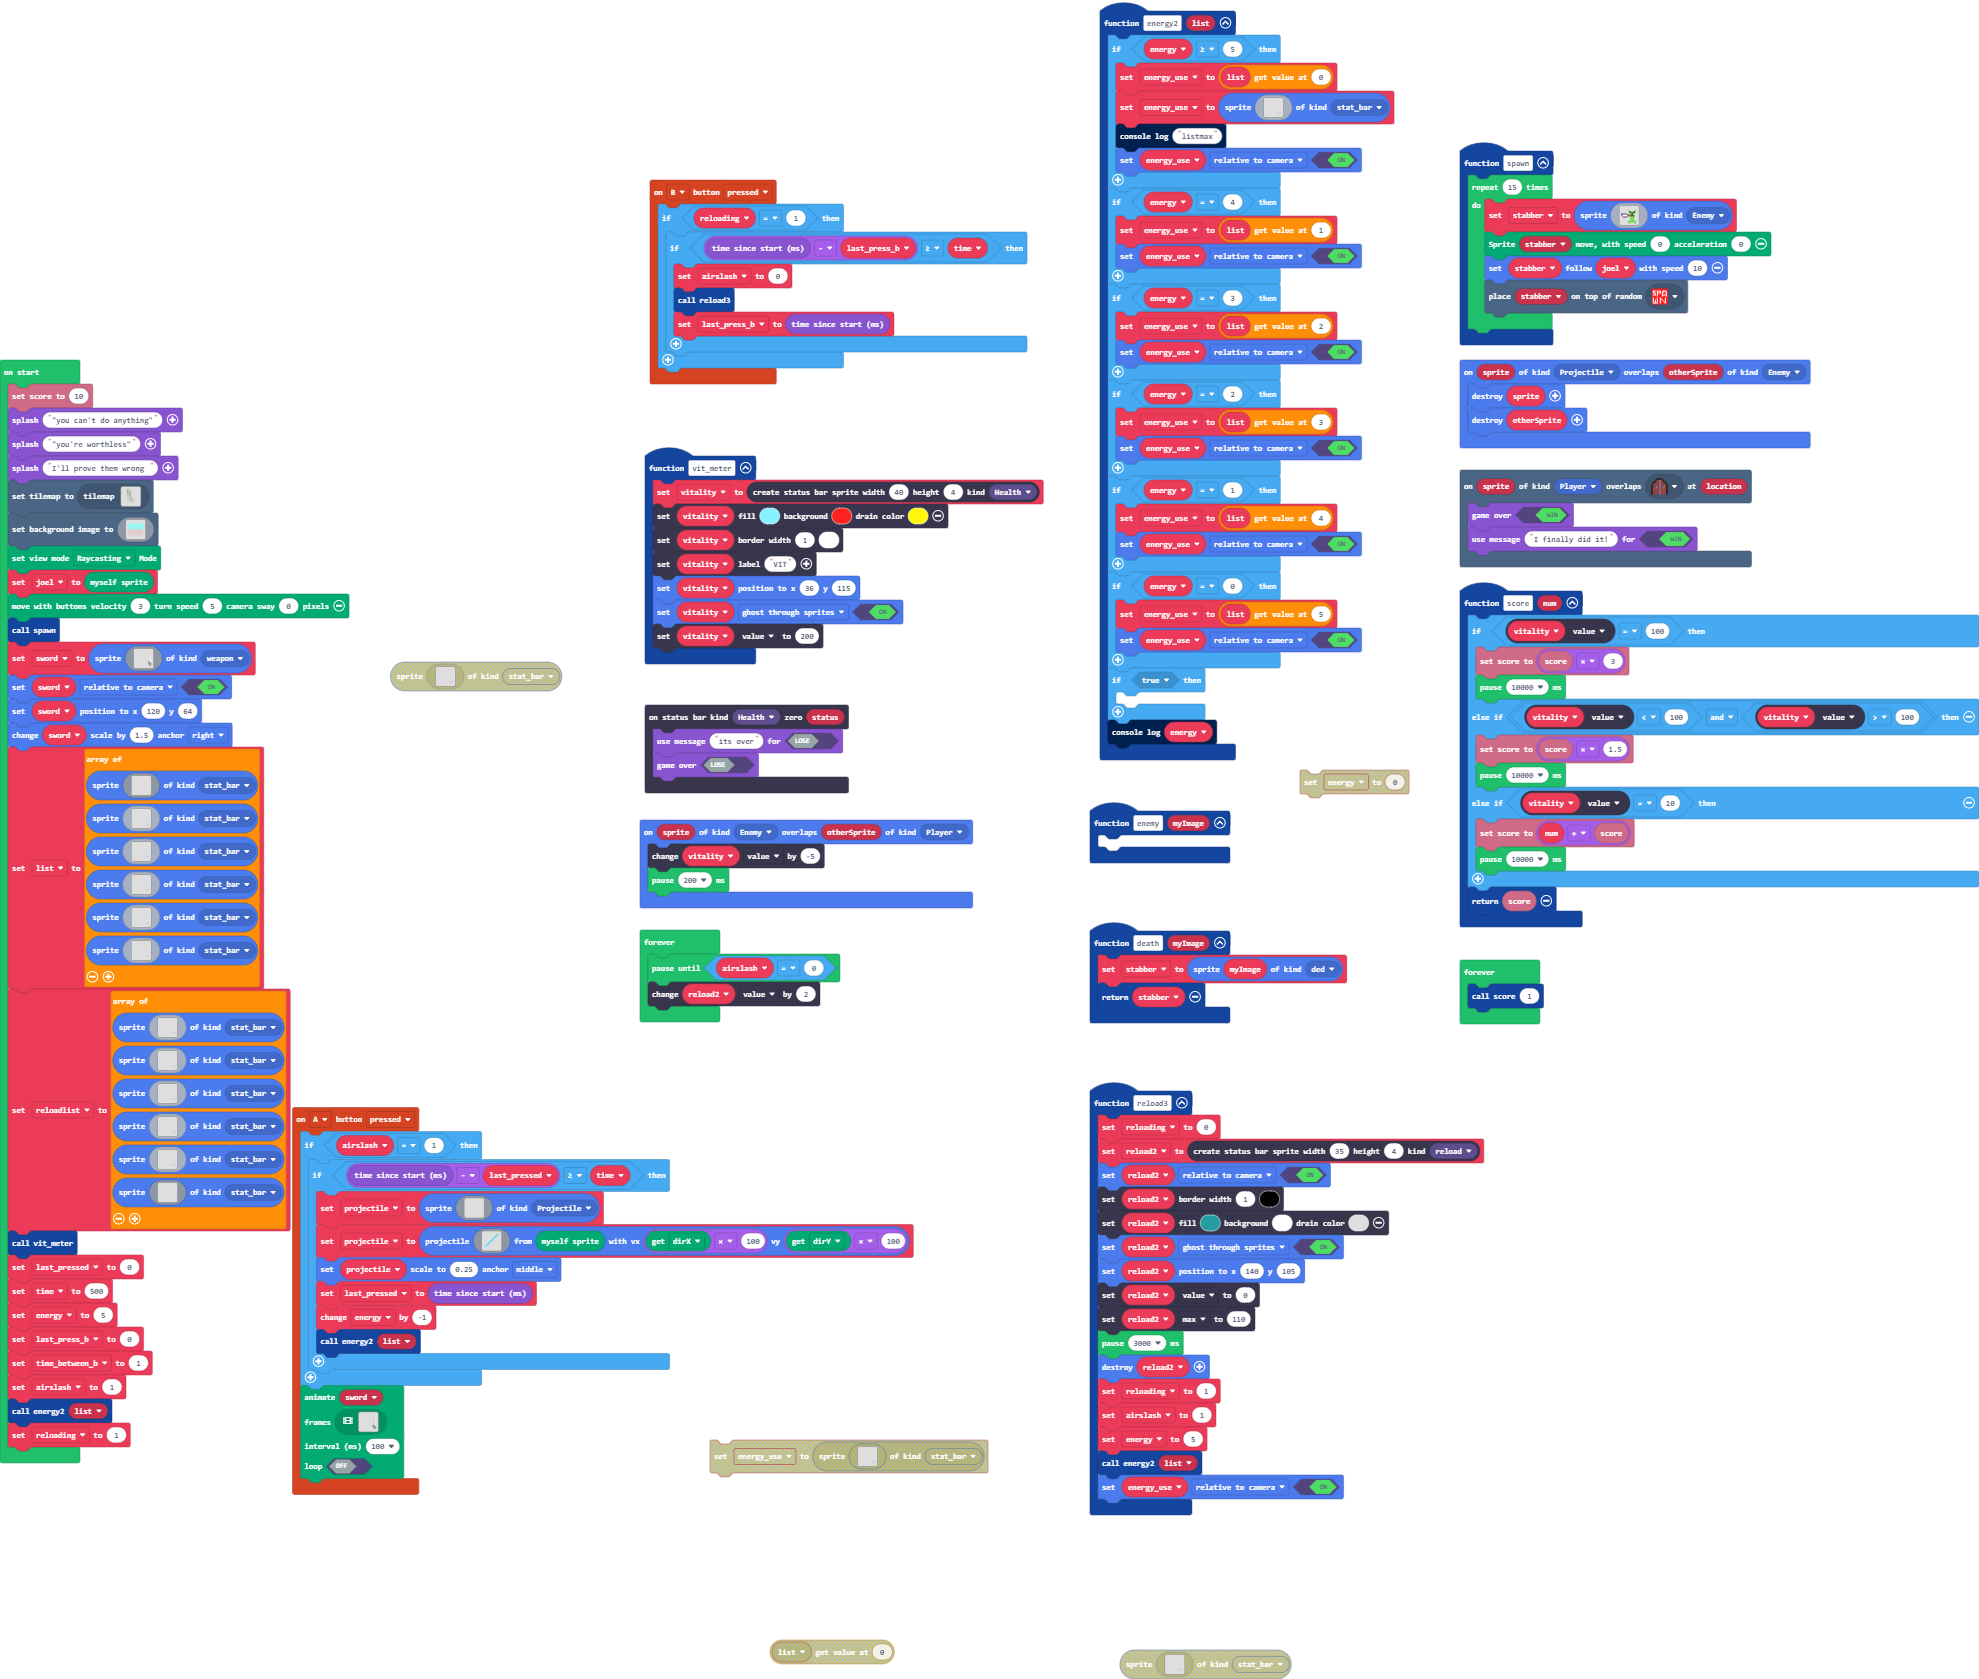 on start
set score to 10
splash "you can't do anything"
splash "you're worthless"
splash "I'll prove them wrong "
set tilemap to tilemap
set background image to
set view mode Raycasting Mode
set joel to myself sprite
move with buttons velocity 3 turn speed 5 camera sway 0 pixels
call spawn
set sword to sprite of kind weapon
set sword relative to camera ON
set sword position to x 120 y 64
change sword scale by 1.5 anchor right
set list to array of
sprite of kind stat_bar
sprite of kind stat_bar
sprite of kind stat_bar
sprite of kind stat_bar
sprite of kind stat_bar
sprite of kind stat_bar
set reloadlist to array of
sprite of kind stat_bar
sprite of kind stat_bar
sprite of kind stat_bar
sprite of kind stat_bar
sprite of kind stat_bar
sprite of kind stat_bar
call vit_meter
set last_pressed to 0
set time to 500
set energy to 5
set last_press_b to 0
set time_between_b to 1
set airslash to 1
call energy2 list
set reloading to 1
on A button pressed
if airslash = 1 then
if time since start (ms) - last_pressed ≥ time then
set projectile to sprite of kind Projectile
set projectile to projectile from myself sprite with vx get dirX × 100 vy get dirY × 100
set projectile scale to 0.25 anchor middle
set last_pressed to time since start (ms)
change energy by -1
call energy2 list
animate sword
frames
interval (ms) 100
loop OFF
sprite of kind stat_bar
on B button pressed
if reloading = 1 then
if time since start (ms) - last_press_b ≥ time then
set airslash to 0
call reload3
set last_press_b to time since start (ms)
function vit_meter
set vitality to create status bar sprite width 40 height 4 kind Health
set vitality fill background drain color
set vitality border width 1
set vitality label "VIT"
set vitality position to x 36 y 115
set vitality ghost through sprites ON
set vitality value to 200
on status bar kind Health zero status
use message "its over" for LOSE
game over LOSE
on sprite of kind Enemy overlaps otherSprite of kind Player
change vitality value by -5
pause 200 ms
forever
pause until airslash = 0
change reload2 value by 2
set energy_use to sprite of kind stat_bar
list get value at 0
function energy2 list
if energy ≥ 5 then
set energy_use to list get value at 0
set energy_use to sprite of kind stat_bar
console log "listmax"
set energy_use relative to camera ON
if energy = 4 then
set energy_use to list get value at 1
set energy_use relative to camera ON
if energy = 3 then
set energy_use to list get value at 2
set energy_use relative to camera ON
if energy = 2 then
set energy_use to list get value at 3
set energy_use relative to camera ON
if energy = 1 then
set energy_use to list get value at 4
set energy_use relative to camera ON
if energy = 0 then
set energy_use to list get value at 5
set energy_use relative to camera ON
if true then
console log energy
set energy to 0
function enemy myImage
function death myImage
set stabber to sprite myImage of kind ded
return stabber
function reload3
set reloading to 0
set reload2 to create status bar sprite width 35 height 4 kind reload
set reload2 relative to camera ON
set reload2 border width 1
set reload2 fill background drain color
set reload2 ghost through sprites ON
set reload2 position to x 140 y 105
set reload2 value to 0
set reload2 max to 110
pause 3000 ms
destroy reload2
set reloading to 1
set airslash to 1
set energy to 5
call energy2 list
set energy_use relative to camera ON
sprite of kind stat_bar
function spawn
repeat 15 times
do
set stabber to sprite of kind Enemy
Sprite stabber move, with speed 0 acceleration 0
set stabber follow joel with speed 10
place stabber on top of random SPAWN
on sprite of kind Projectile overlaps otherSprite of kind Enemy
destroy sprite
destroy otherSprite
on sprite of kind Player overlaps at location
game over WIN
use message "I finally did it!" for WIN
function score num
if vitality value = 100 then
set score to score × 3
pause 10000 ms
else if vitality value < 100 and vitality value > 100 then
set score to score × 1.5
pause 10000 ms
else if vitality value = 10 then
set score to num ÷ score
pause 10000 ms
return score
forever
call score 1